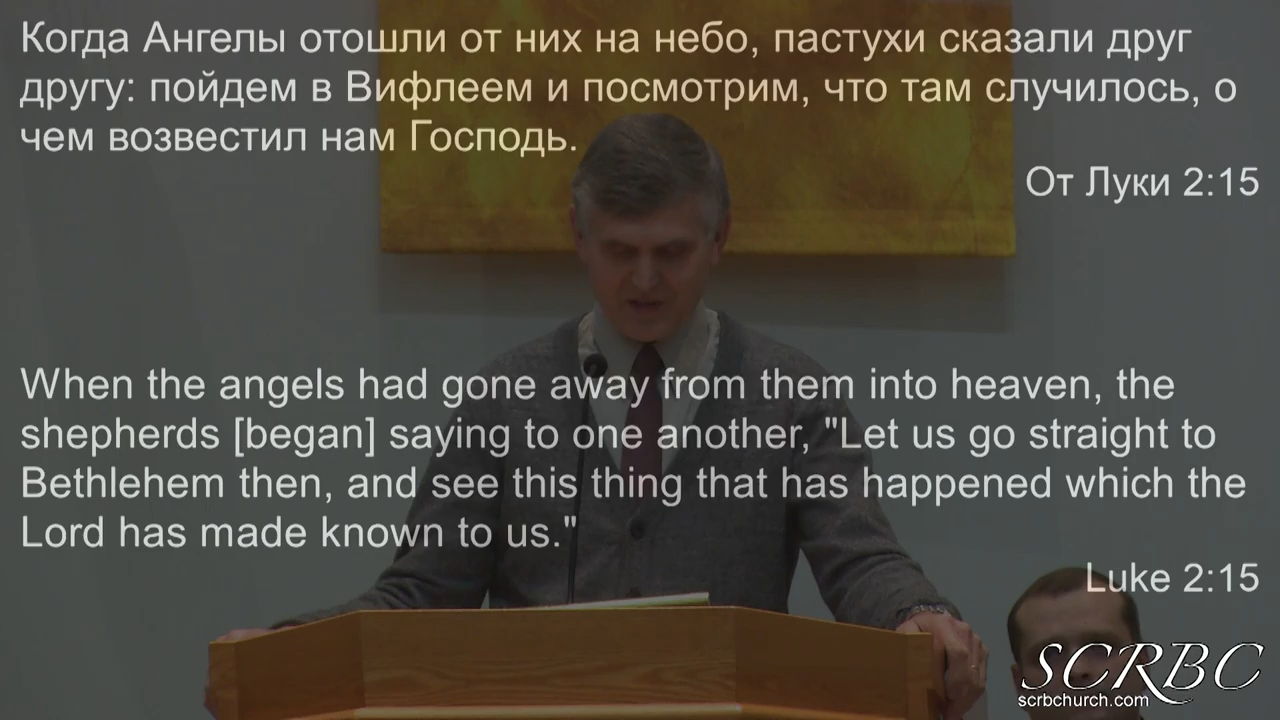 Когда Ангелы отошли от них на небо, пастухи сказали друг
другу: пойдем в Вифлеем и посмотрим, что там случилось, о
чем возвестил нам Господь.
От Луки 2:15
When the angels had gone away from them into heaven, the
shepherds [began] saying to one another, "Let us go straight to
Bethlehem then, and see this thing that has happened which the
Lord has made known to us."
Luke 2:15
SCRBC
scrbchurch.com